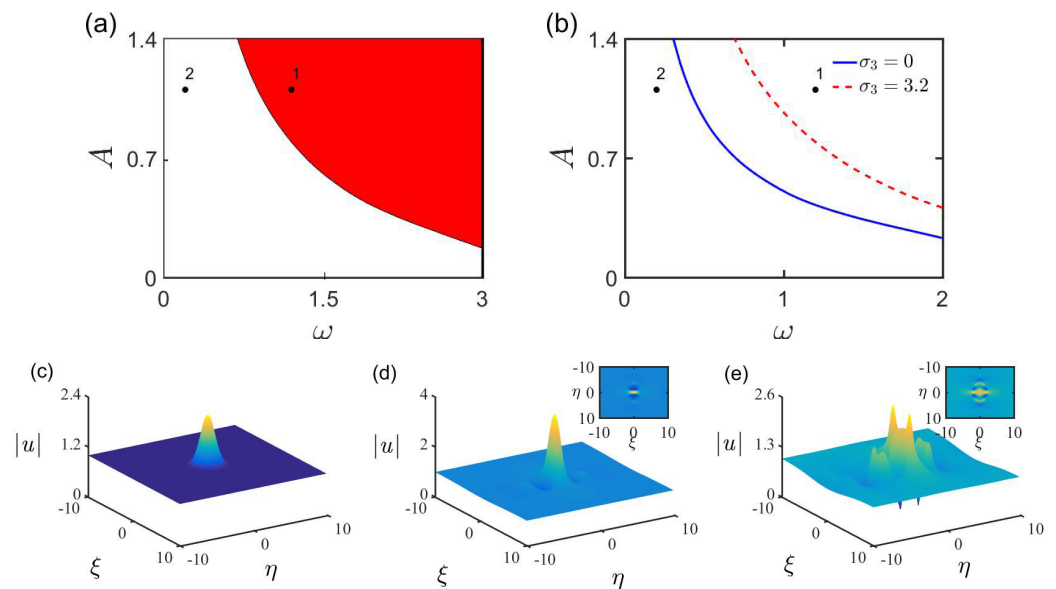 (a) (b)
1.4 1.4
2 1 2 1 σ₃ = 0
σ₃ = 3.2
A 0.7 A 0.7
0 0
0 1.5 3 0 1 2
ω ω
(c) (d) (e)
2.4 4 2.6
-10 -10
η 0 η 0
10 10
-10 0 10 -10 0 10
ξ ξ
|u| 1.2 |u| 2 |u| 1.3
0 0 0
-10 -10 -10
0 0 0
10 -10 0 10 10 -10 0 10 10 -10 0 10
ξ η ξ η ξ η